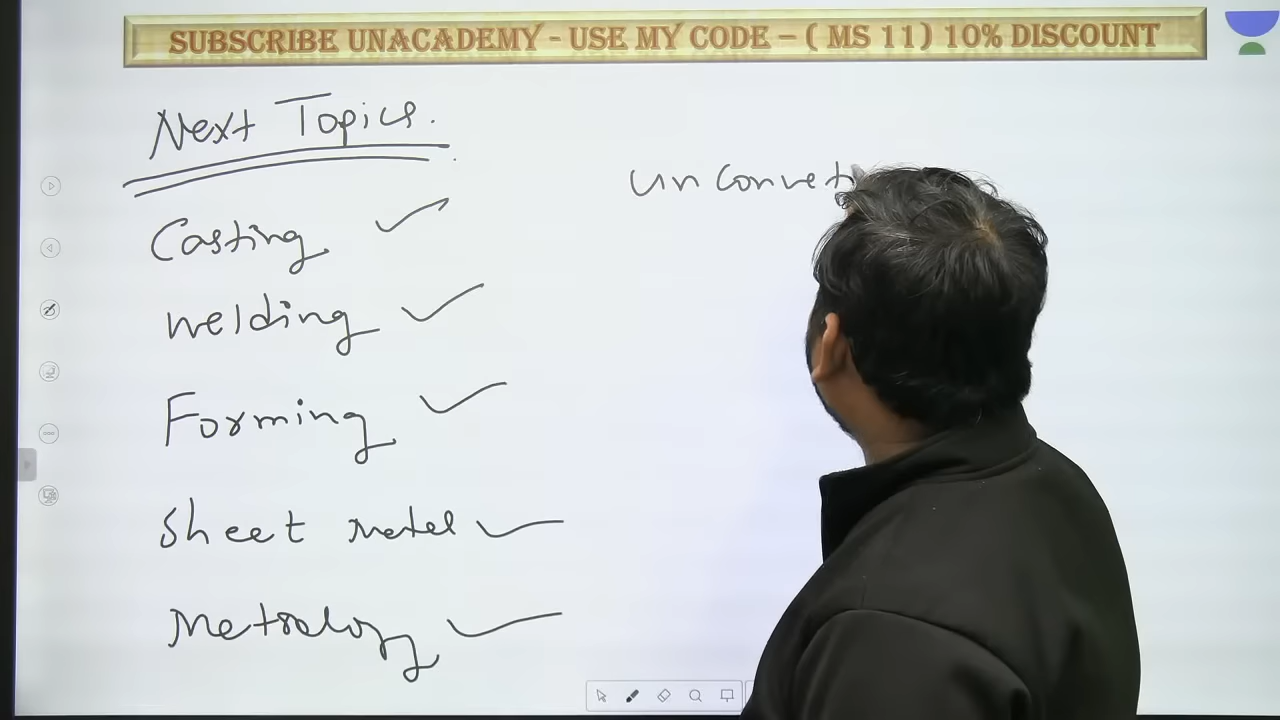 SUBSCRIBE UNACADEMY - USE MY CODE – ( MS 11) 10% DISCOUNT
Next Topics.
Casting
welding
Forming
Sheet metal
Metrology